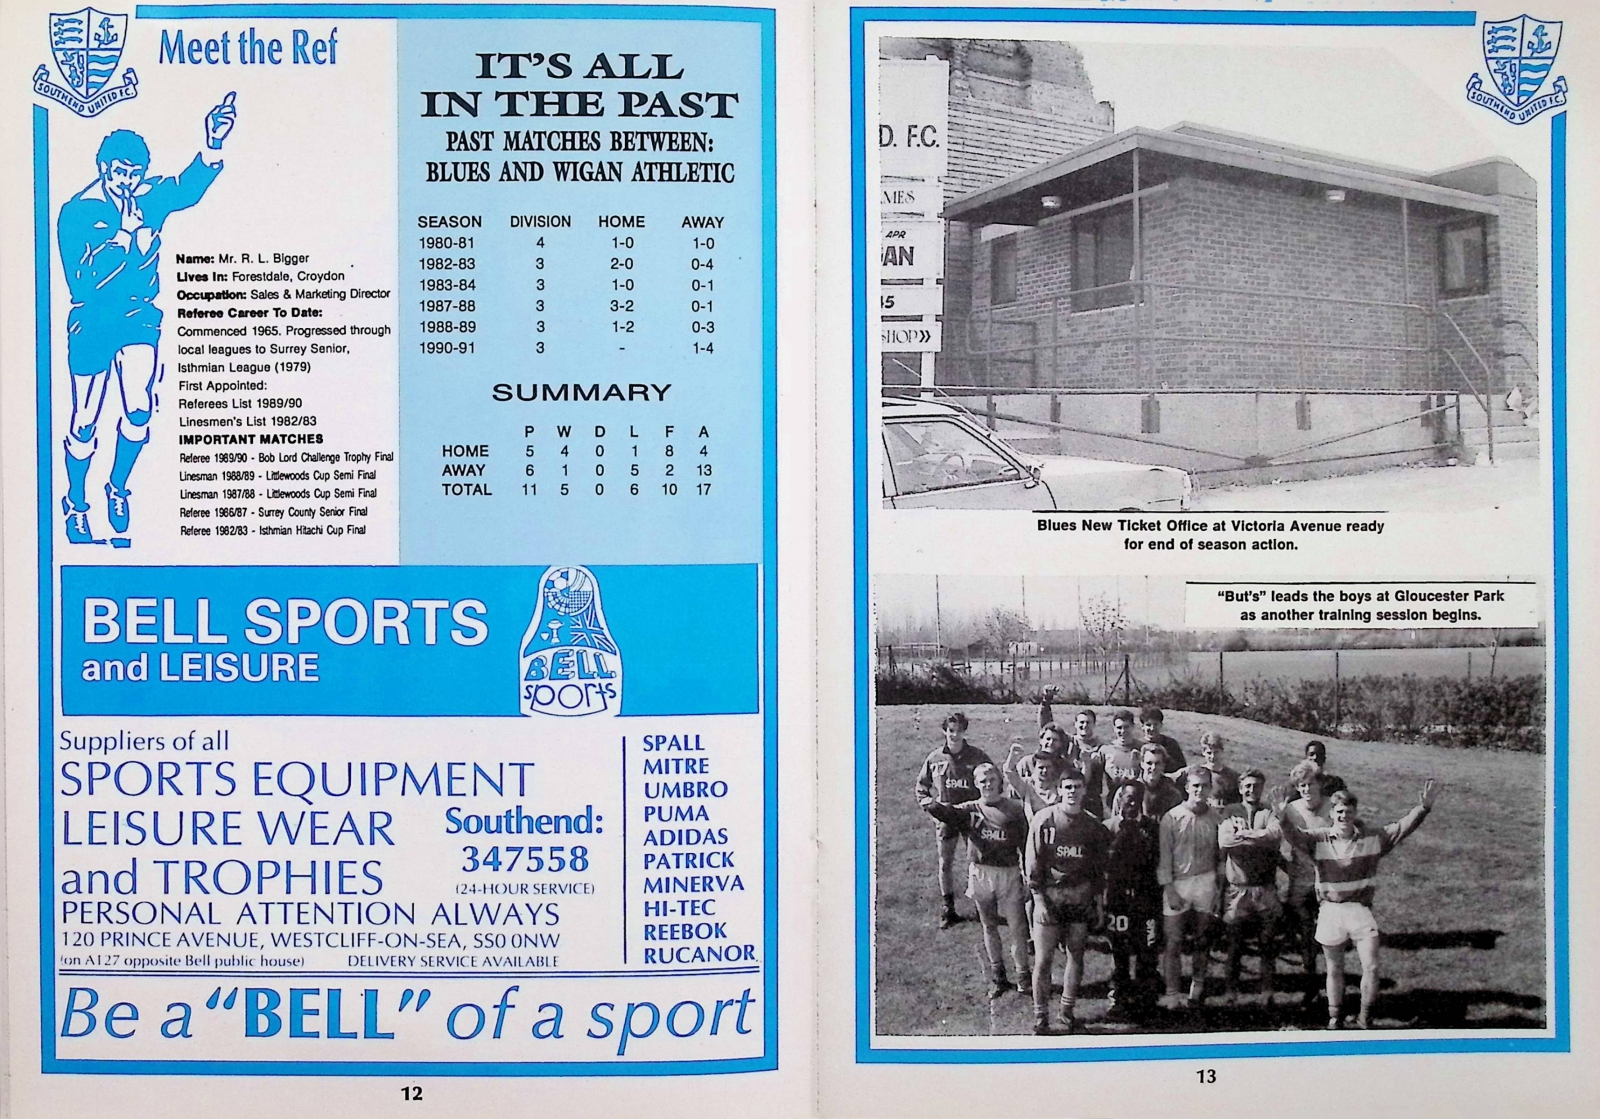 SOUTHEND UNITED F.C.
Meet the Ref
Name: Mr. R. L. Bigger
Lives In: Forestdale, Croydon
Occupation: Sales & Marketing Director
Referee Career To Date:
Commenced 1965. Progressed through
local leagues to Surrey Senior,
Isthmian League (1979)
First Appointed:
Referees List 1989/90
Linesmen's List 1982/83
IMPORTANT MATCHES
Referee 1989/90 - Bob Lord Challenge Trophy Final
Linesman 1988/89 - Littlewoods Cup Semi Final
Linesman 1987/88 - Littlewoods Cup Semi Final
Referee 1986/87 - Surrey County Senior Final
Referee 1982/83 - Isthmian Hitachi Cup Final
IT'S ALL
IN THE PAST
PAST MATCHES BETWEEN:
BLUES AND WIGAN ATHLETIC
SEASON DIVISION HOME AWAY
1980-81 4 1-0 1-0
1982-83 3 2-0 0-4
1983-84 3 1-0 0-1
1987-88 3 3-2 0-1
1988-89 3 1-2 0-3
1990-91 3 - 1-4
SUMMARY
P W D L F A
HOME 5 4 0 1 8 4
AWAY 6 1 0 5 2 13
TOTAL 11 5 0 6 10 17
BELL SPORTS
and LEISURE
BELL
sports
Suppliers of all
SPORTS EQUIPMENT
LEISURE WEAR
and TROPHIES
Southend:
347558
(24-HOUR SERVICE)
PERSONAL ATTENTION ALWAYS
120 PRINCE AVENUE, WESTCLIFF-ON-SEA, SS0 0NW
(on A127 opposite Bell public house) DELIVERY SERVICE AVAILABLE
SPALL
MITRE
UMBRO
PUMA
ADIDAS
PATRICK
MINERVA
HI-TEC
REEBOK
RUCANOR
Be a "BELL" of a sport
12
SOUTHEND UNITED F.C.
D. F.C.
AMES
APR
AN
45
SHOP»
Blues New Ticket Office at Victoria Avenue ready
for end of season action.
"But's" leads the boys at Gloucester Park
as another training session begins.
SPALL
17
SPALL
11
SPALL
20
13